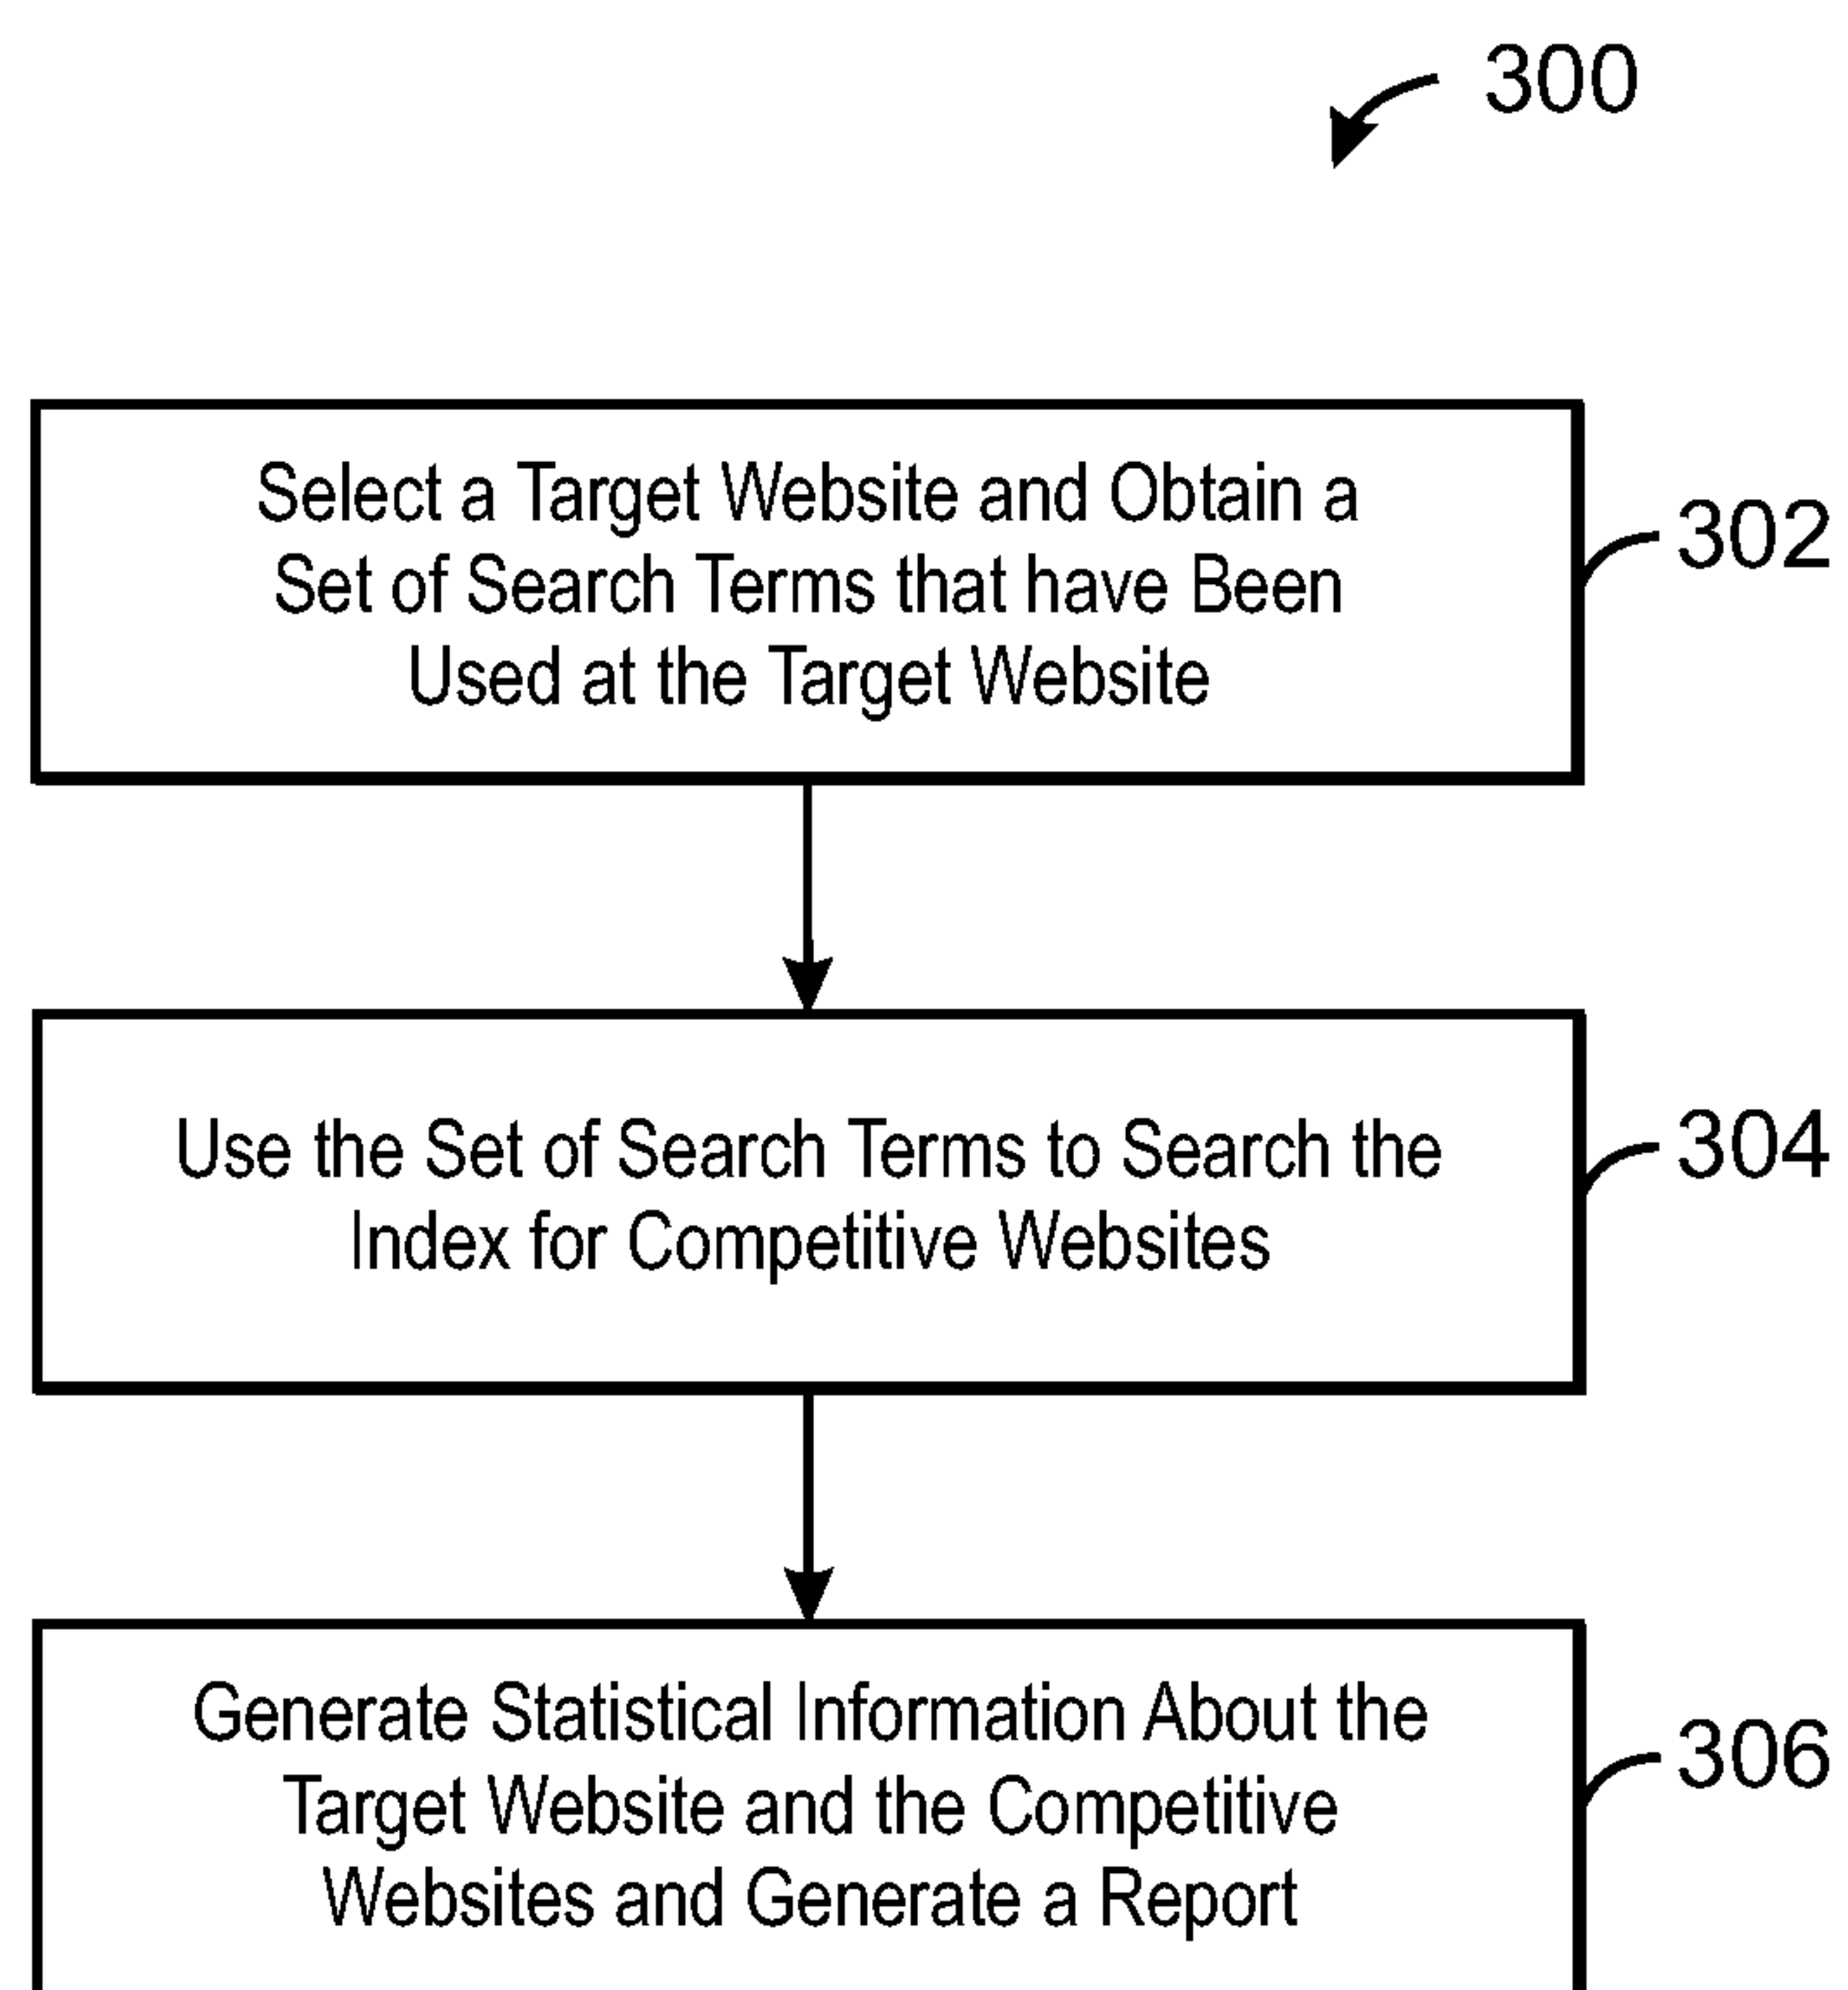 300
Select a Target Website and Obtain a
Set of Search Terms that have Been
Used at the Target Website
302
Use the Set of Search Terms to Search the
Index for Competitive Websites
304
Generate Statistical Information About the
Target Website and the Competitive
Websites and Generate a Report
306